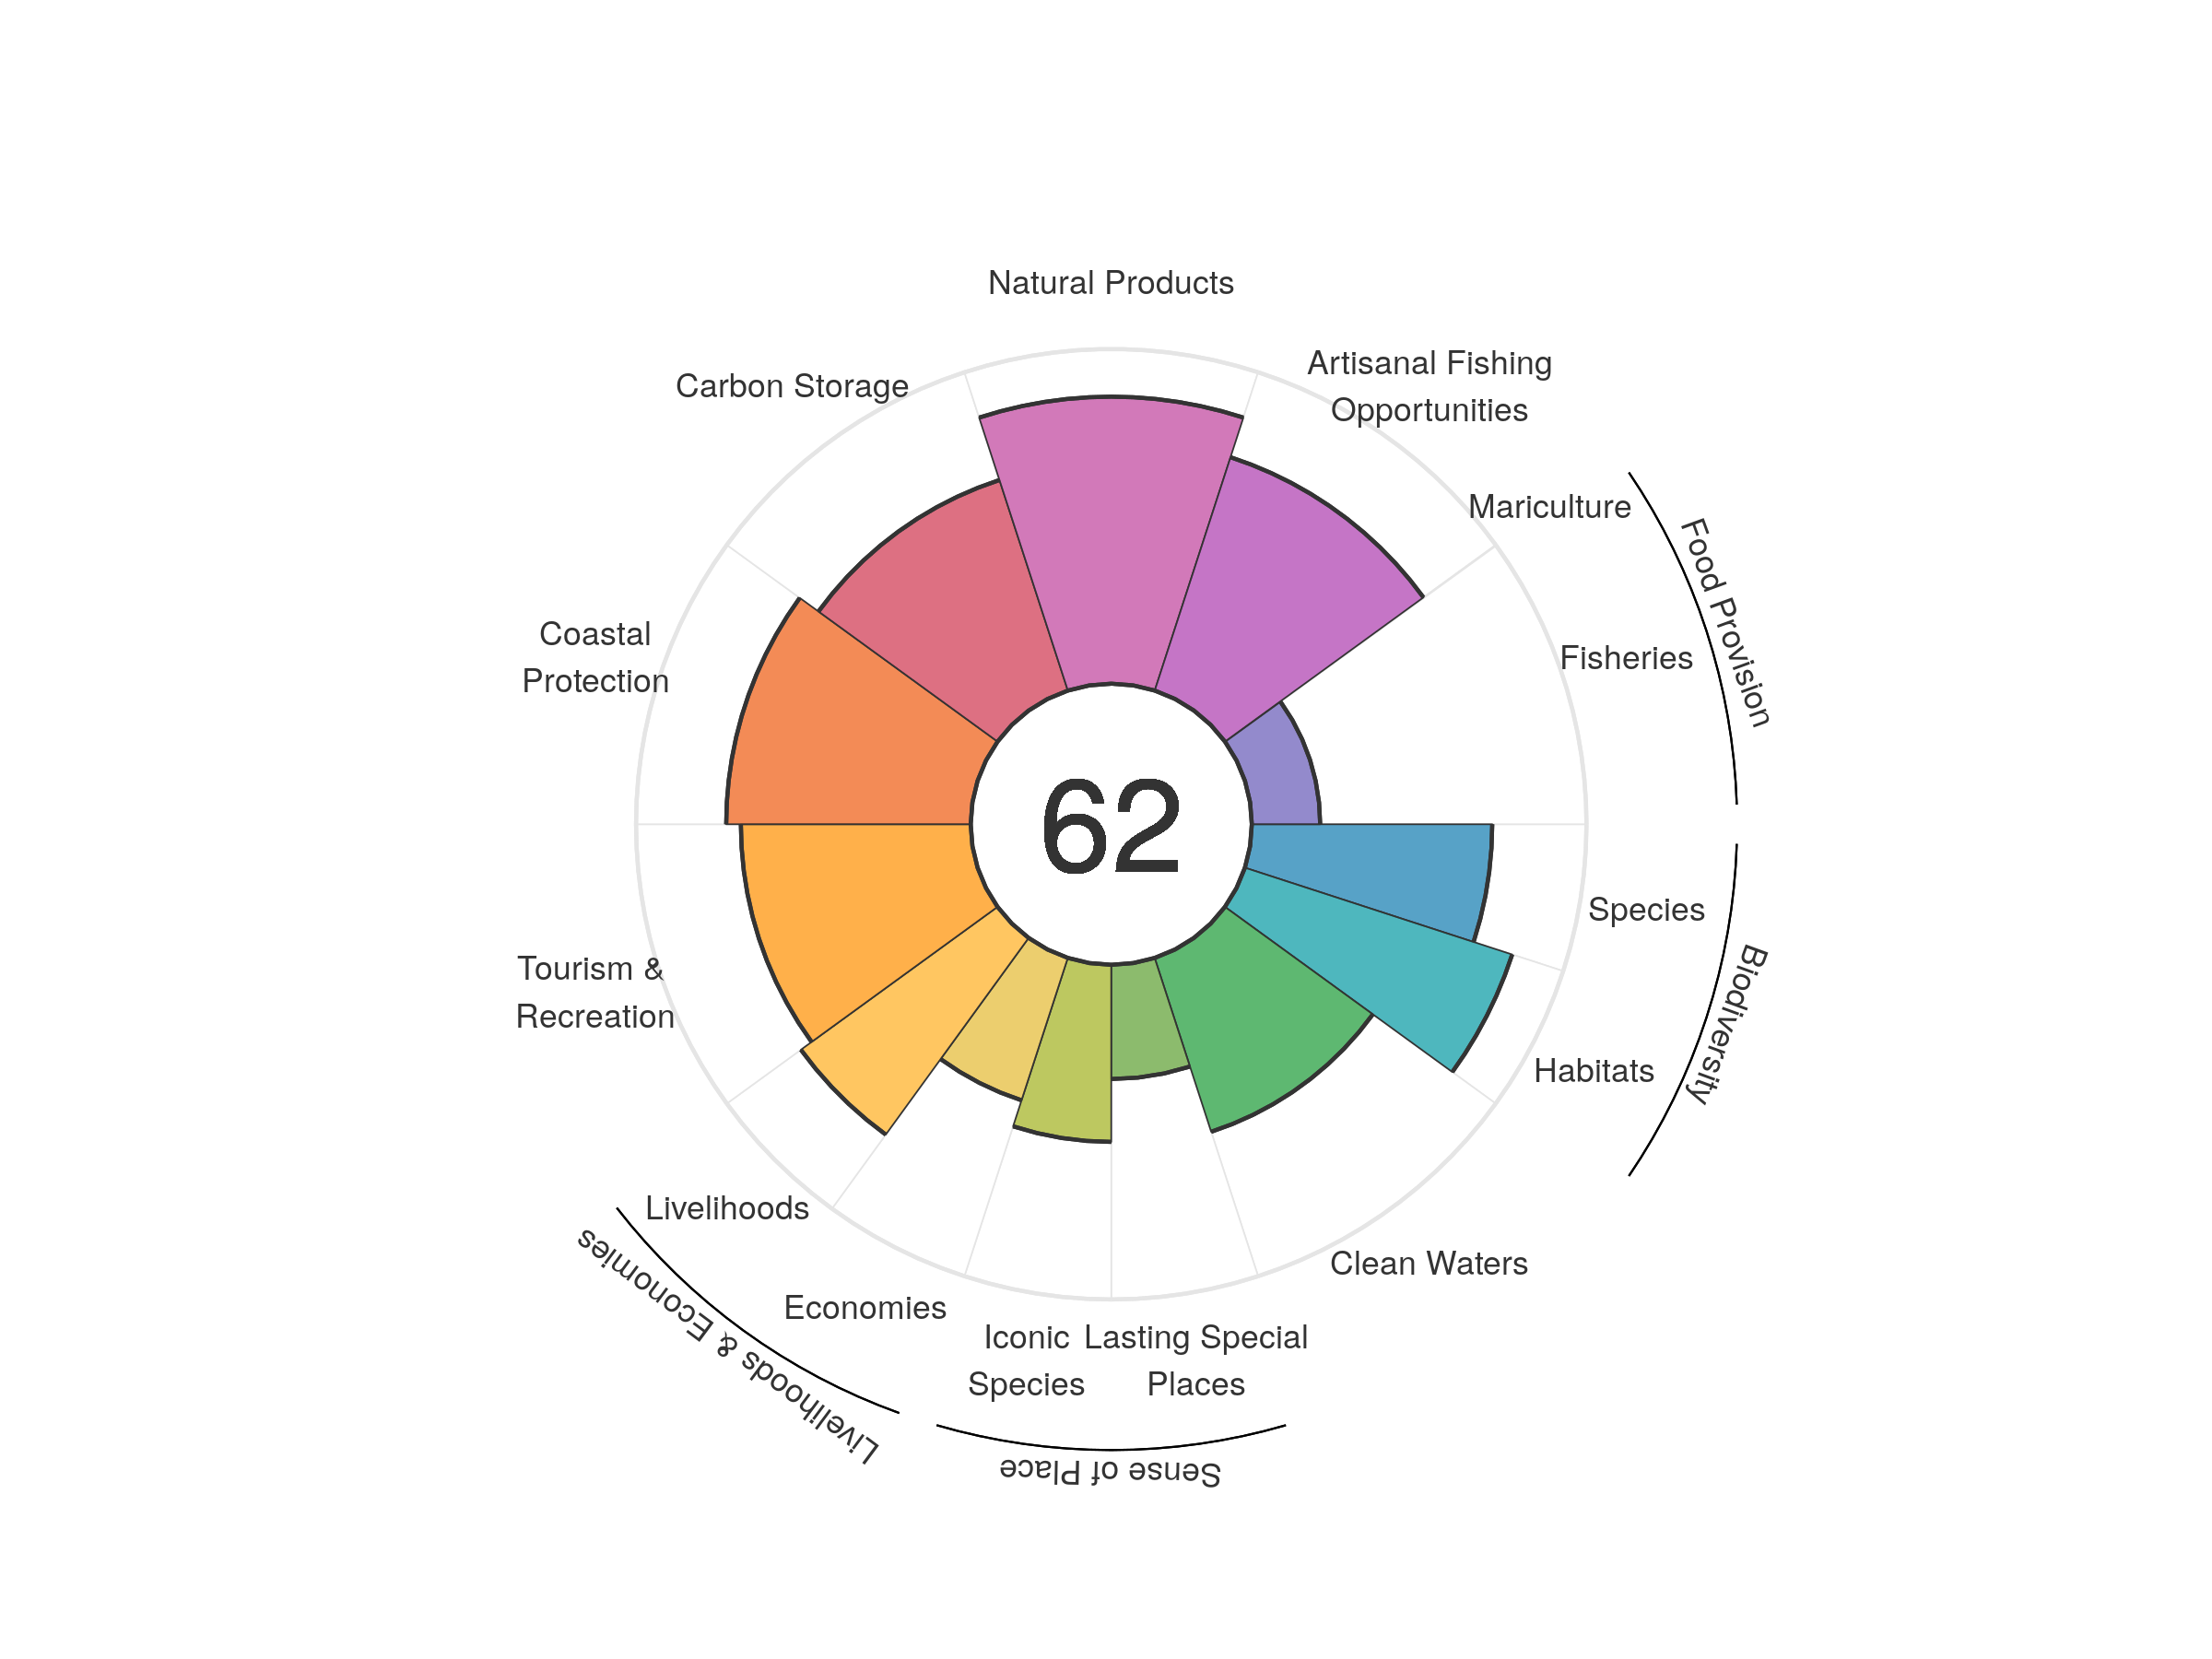 Natural Products
Artisanal Fishing
Opportunities
Carbon Storage
Mariculture
Food Provision
Fisheries
Coastal
Protection
62
Species
Biodiversity
Tourism &
Recreation
Habitats
Livelihoods
Livelihoods & Economies
Clean Waters
Economies
Iconic
Species
Lasting Special
Places
Sense of Place